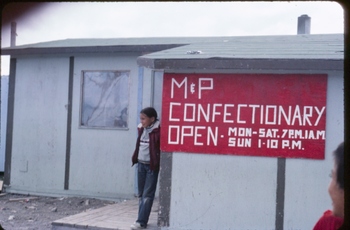 M & P
CONFECTIONARY
OPEN. MON-SAT. 7P.M. 1A.M
SUN 1-10 P.M.